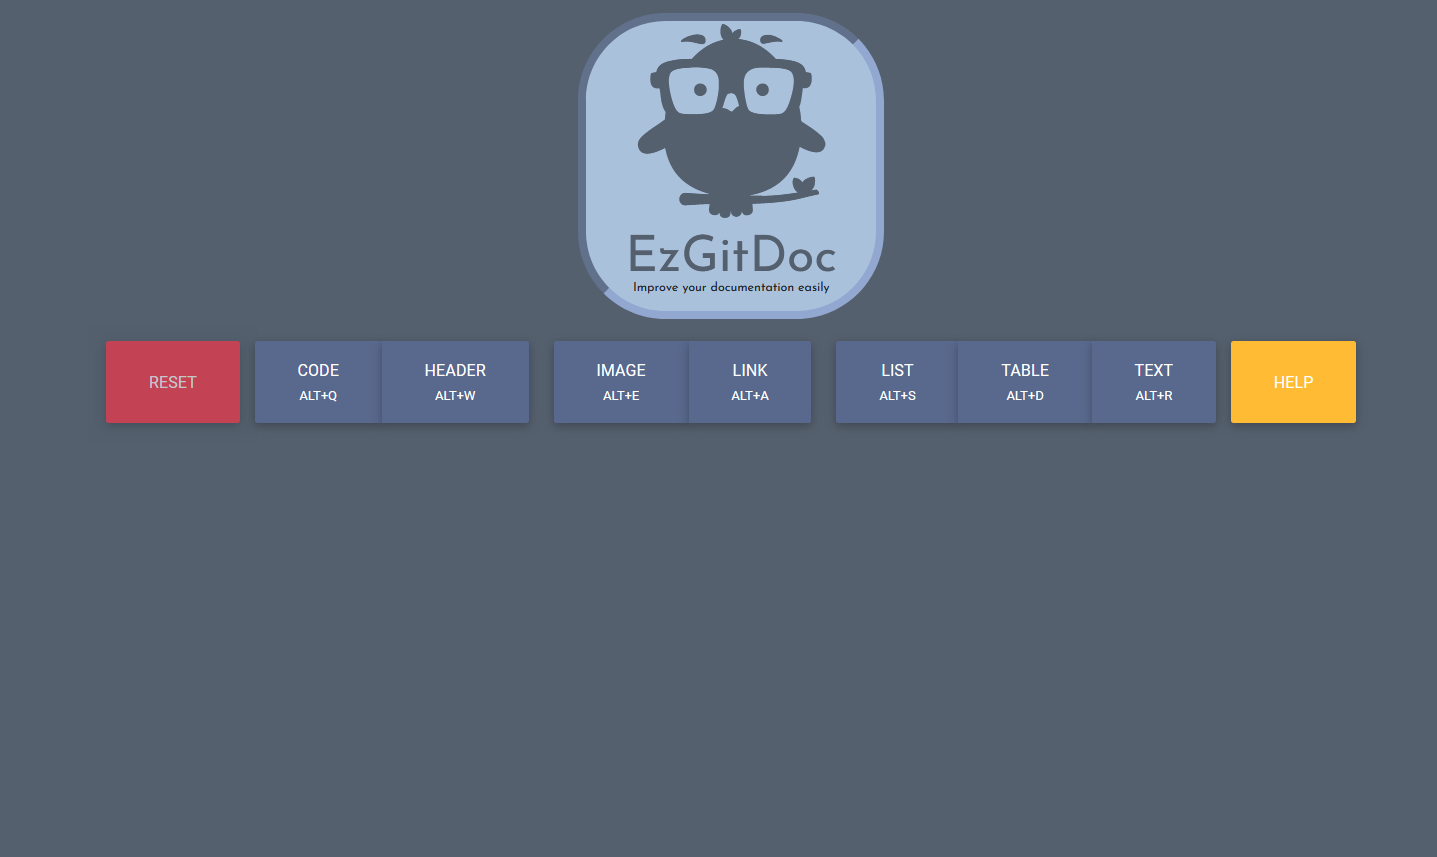 EzGitDoc
Improve your documentation easily
RESET
CODE
ALT+Q
HEADER
ALT+W
IMAGE
ALT+E
LINK
ALT+A
LIST
ALT+S
TABLE
ALT+D
TEXT
ALT+R
HELP